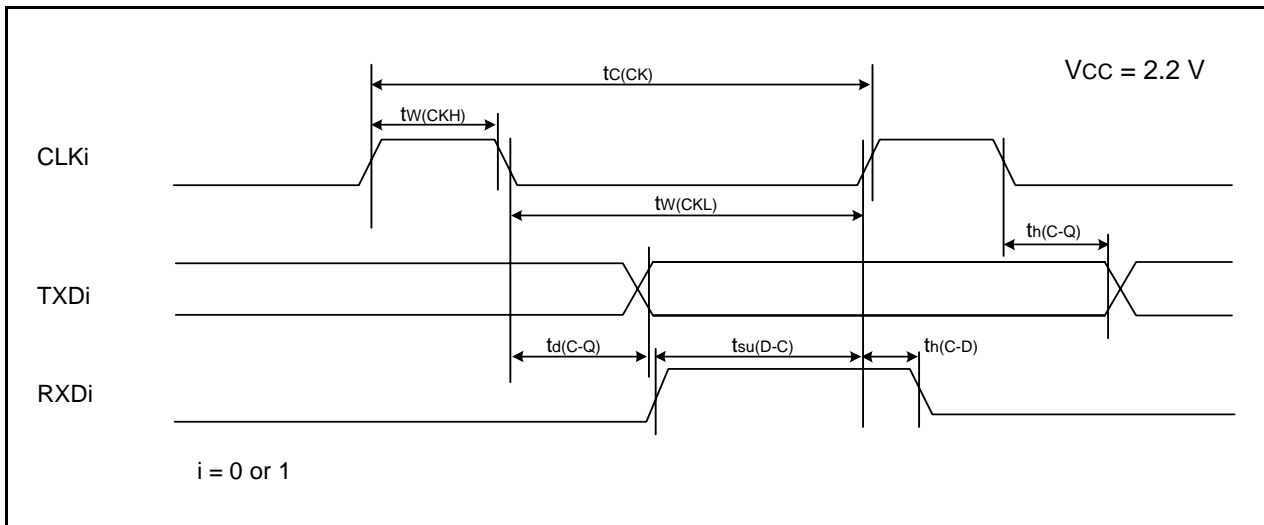 VCC = 2.2 V
tC(CK)
tW(CKH)
CLKi
tW(CKL)
th(C-Q)
TXDi
td(C-Q)
tsu(D-C)
th(C-D)
RXDi
i = 0 or 1